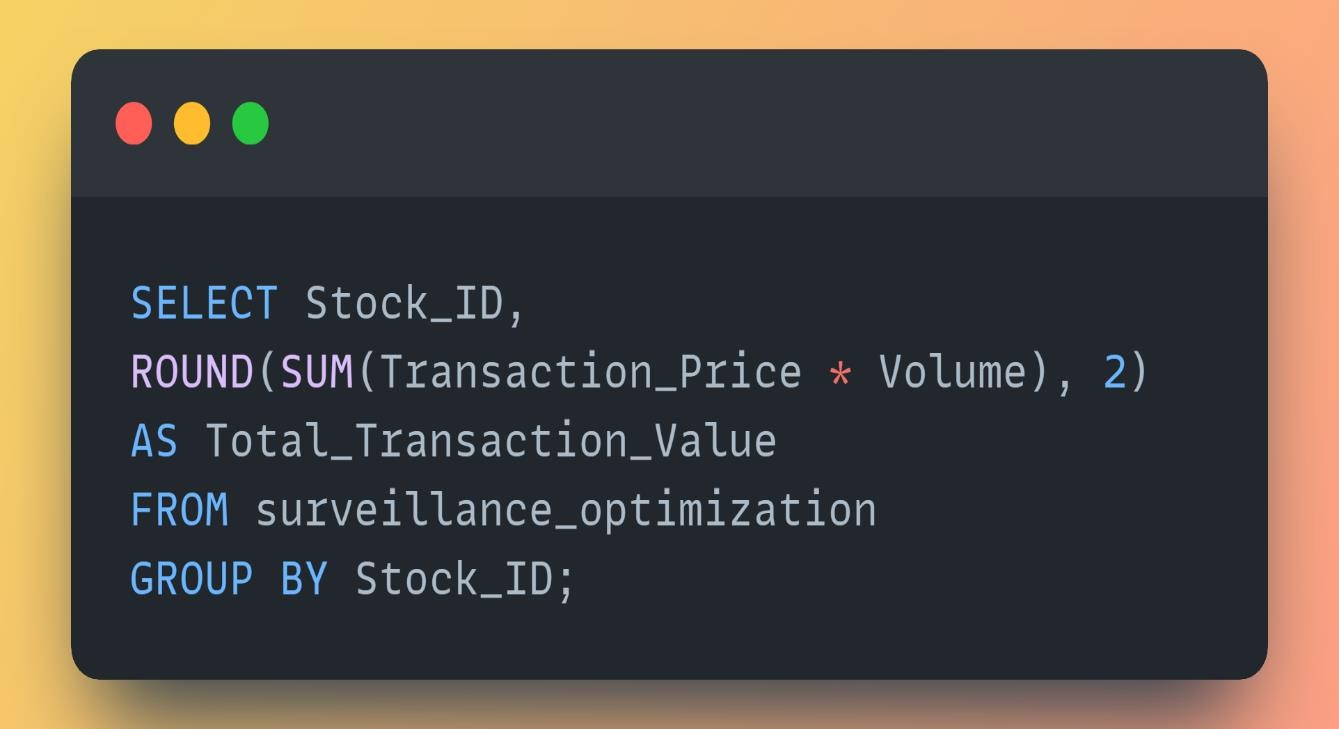 SELECT Stock_ID,
ROUND(SUM(Transaction_Price * Volume), 2)
AS Total_Transaction_Value
FROM surveillance_optimization
GROUP BY Stock_ID;